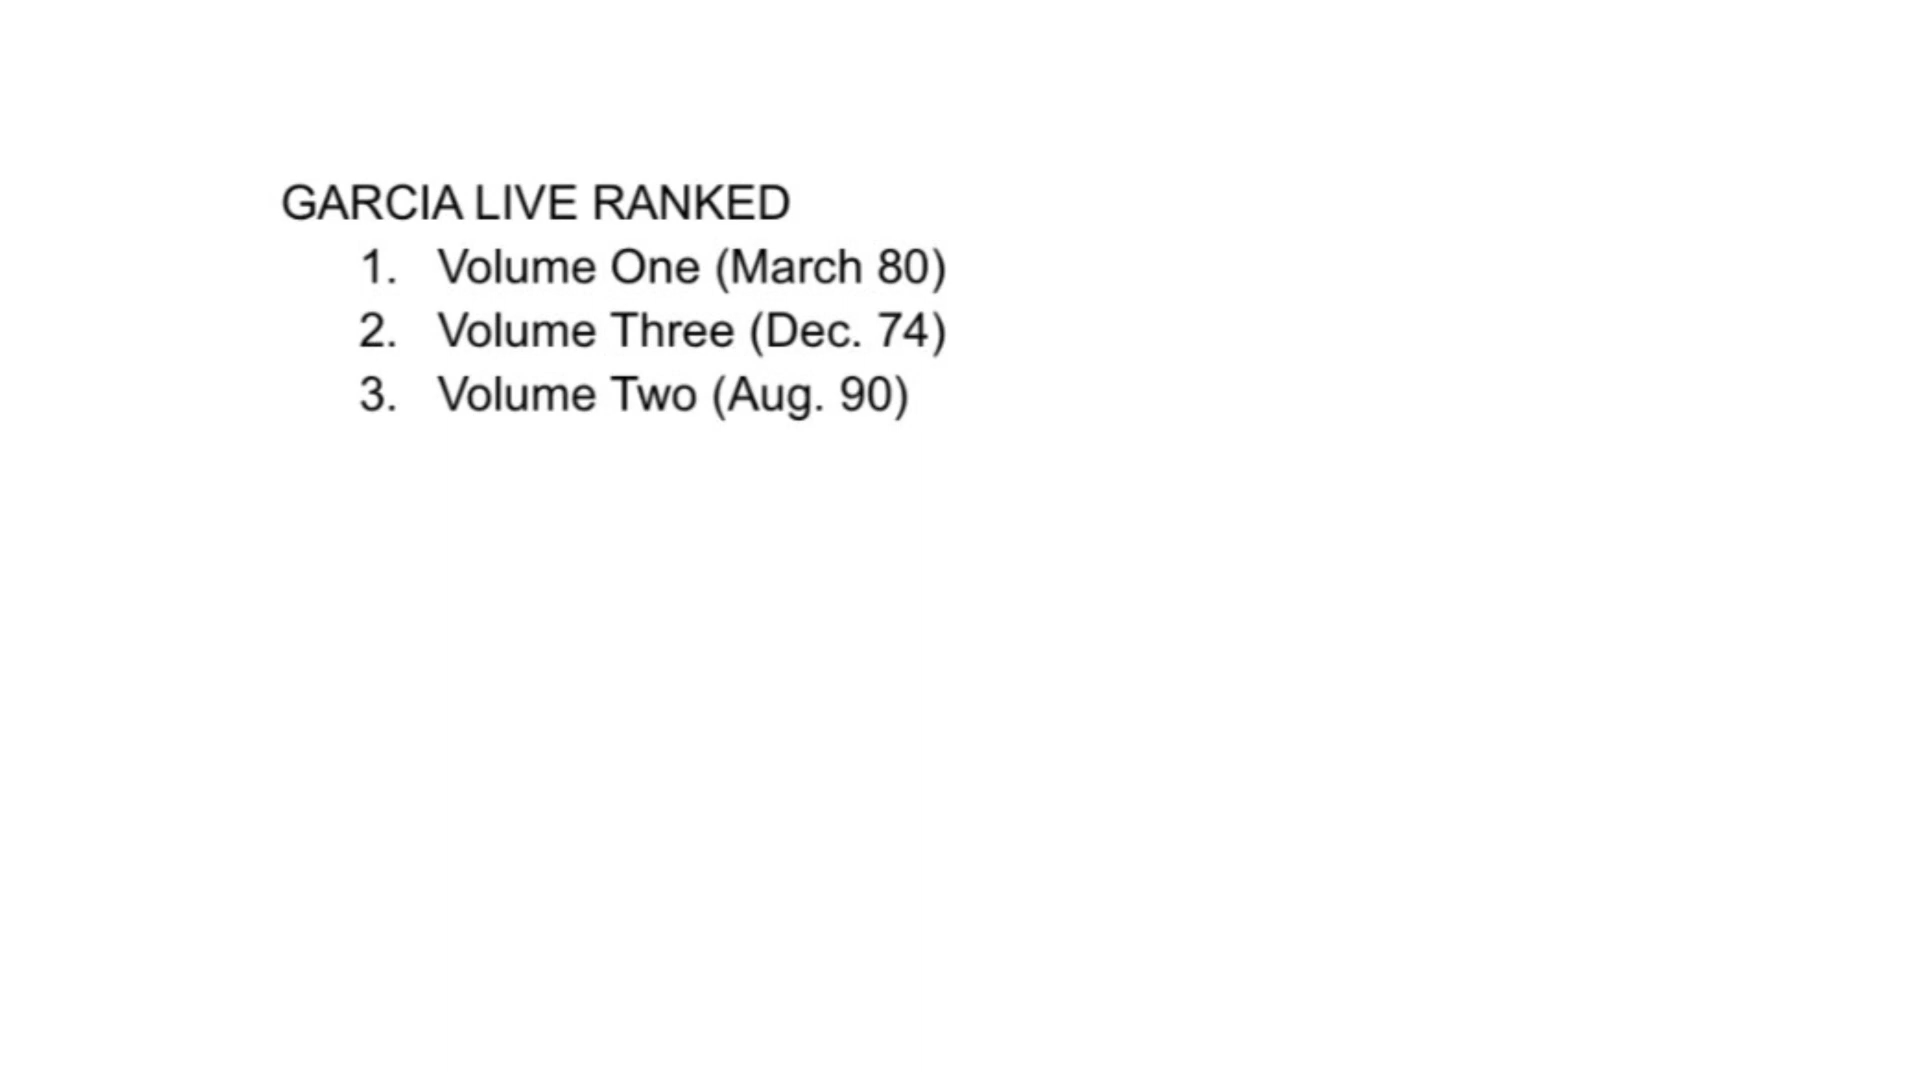 GARCIA LIVE RANKED
1. Volume One (March 80)
2. Volume Three (Dec. 74)
3. Volume Two (Aug. 90)